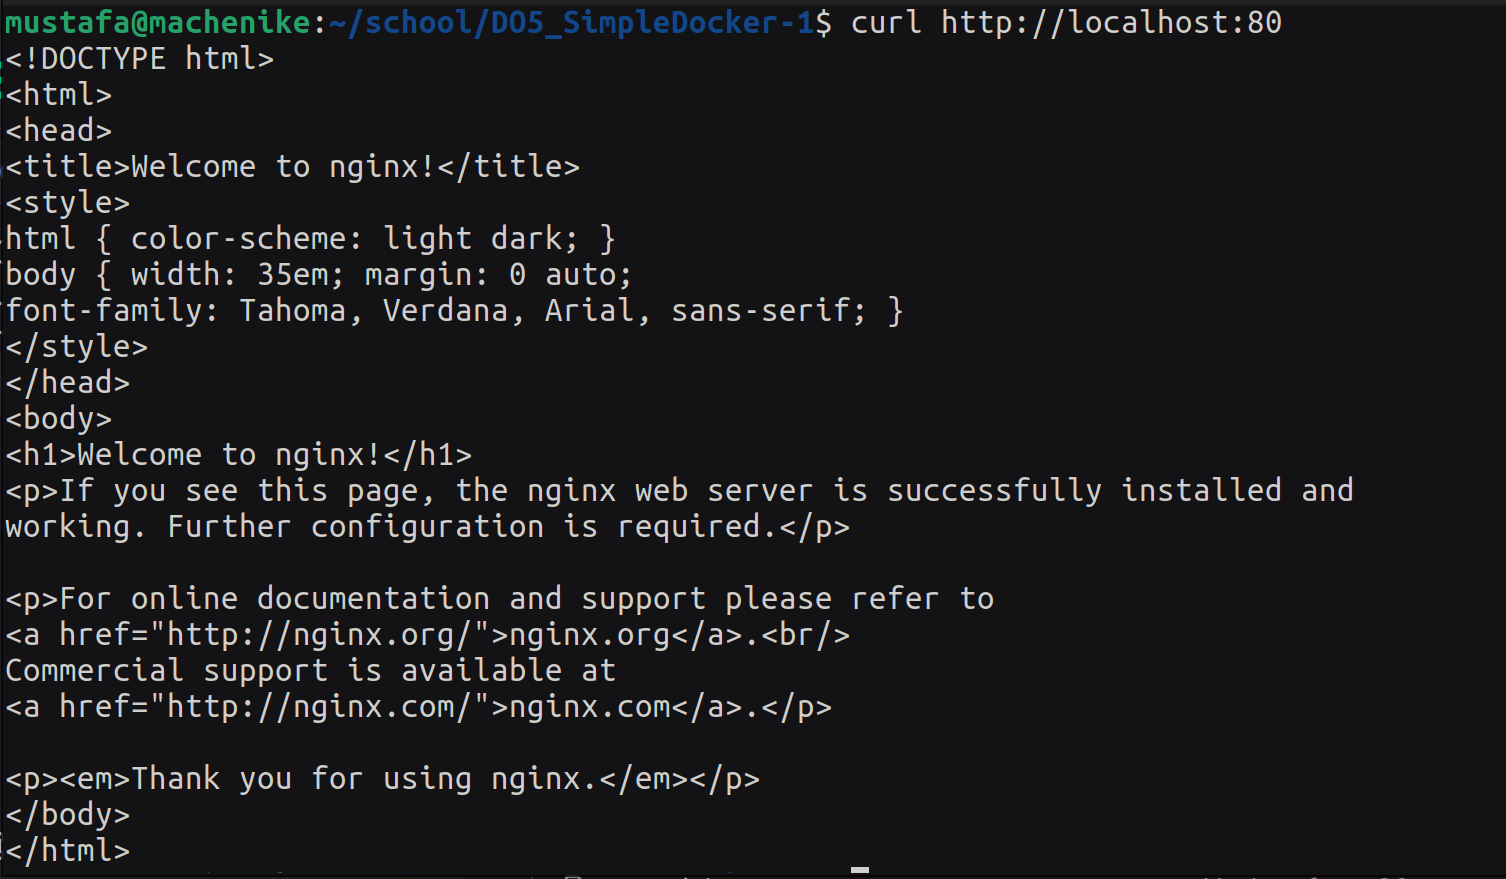 mustafa@machenike:~/school/DO5_SimpleDocker-1$ curl http://localhost:80
<!DOCTYPE html>
<html>
<head>
<title>Welcome to nginx!</title>
<style>
html { color-scheme: light dark; }
body { width: 35em; margin: 0 auto;
font-family: Tahoma, Verdana, Arial, sans-serif; }
</style>
</head>
<body>
<h1>Welcome to nginx!</h1>
<p>If you see this page, the nginx web server is successfully installed and
working. Further configuration is required.</p>

<p>For online documentation and support please refer to
<a href="http://nginx.org/">nginx.org</a>.<br/>
Commercial support is available at
<a href="http://nginx.com/">nginx.com</a>.</p>

<p><em>Thank you for using nginx.</em></p>
</body>
</html>